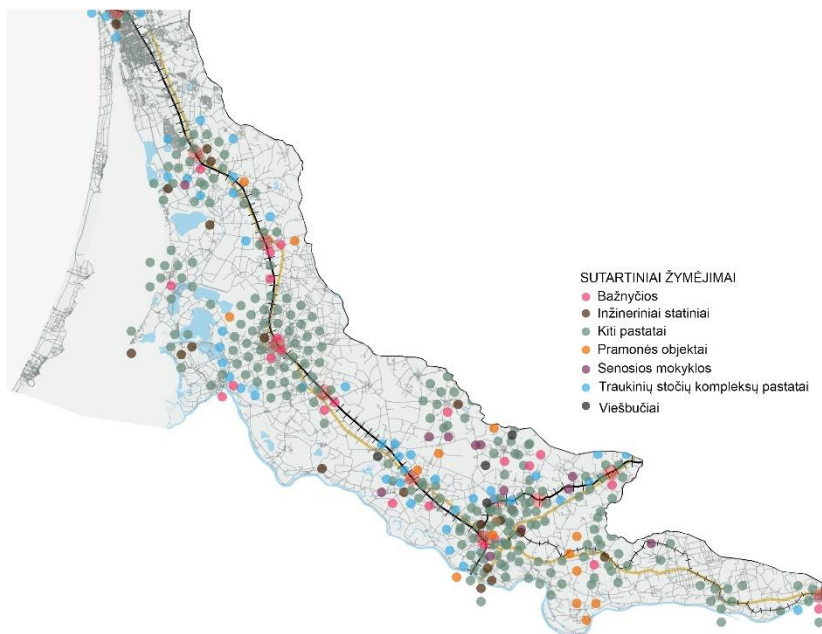 SUTARTINIAI ŽYMĖJIMAI
Bažnyčios
Inžineriniai statiniai
Kiti pastatai
Pramonės objektai
Senosios mokyklos
Traukinių stočių kompleksų pastatai
Viešbučiai